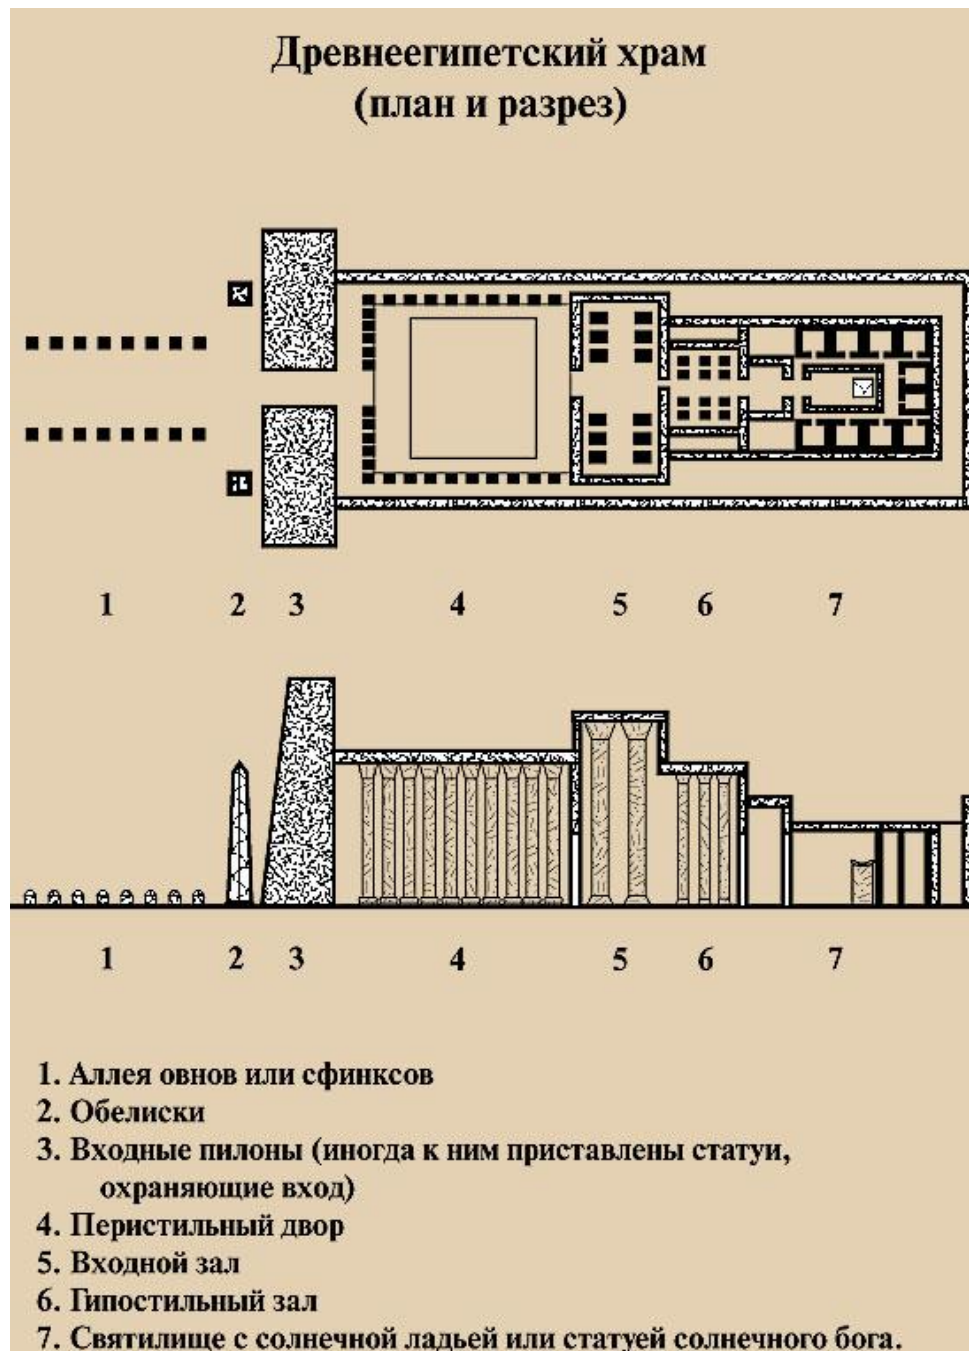 Древнеегипетский храм
(план и разрез)
1 2 3 4 5 6 7
1 2 3 4 5 6 7
1. Аллея овнов или сфинксов
2. Обелиски
3. Входные пилоны (иногда к ним приставлены статуи,
охраняющие вход)
4. Перистильный двор
5. Входной зал
6. Гипостильный зал
7. Святилище с солнечной ладьей или статуей солнечного бога.